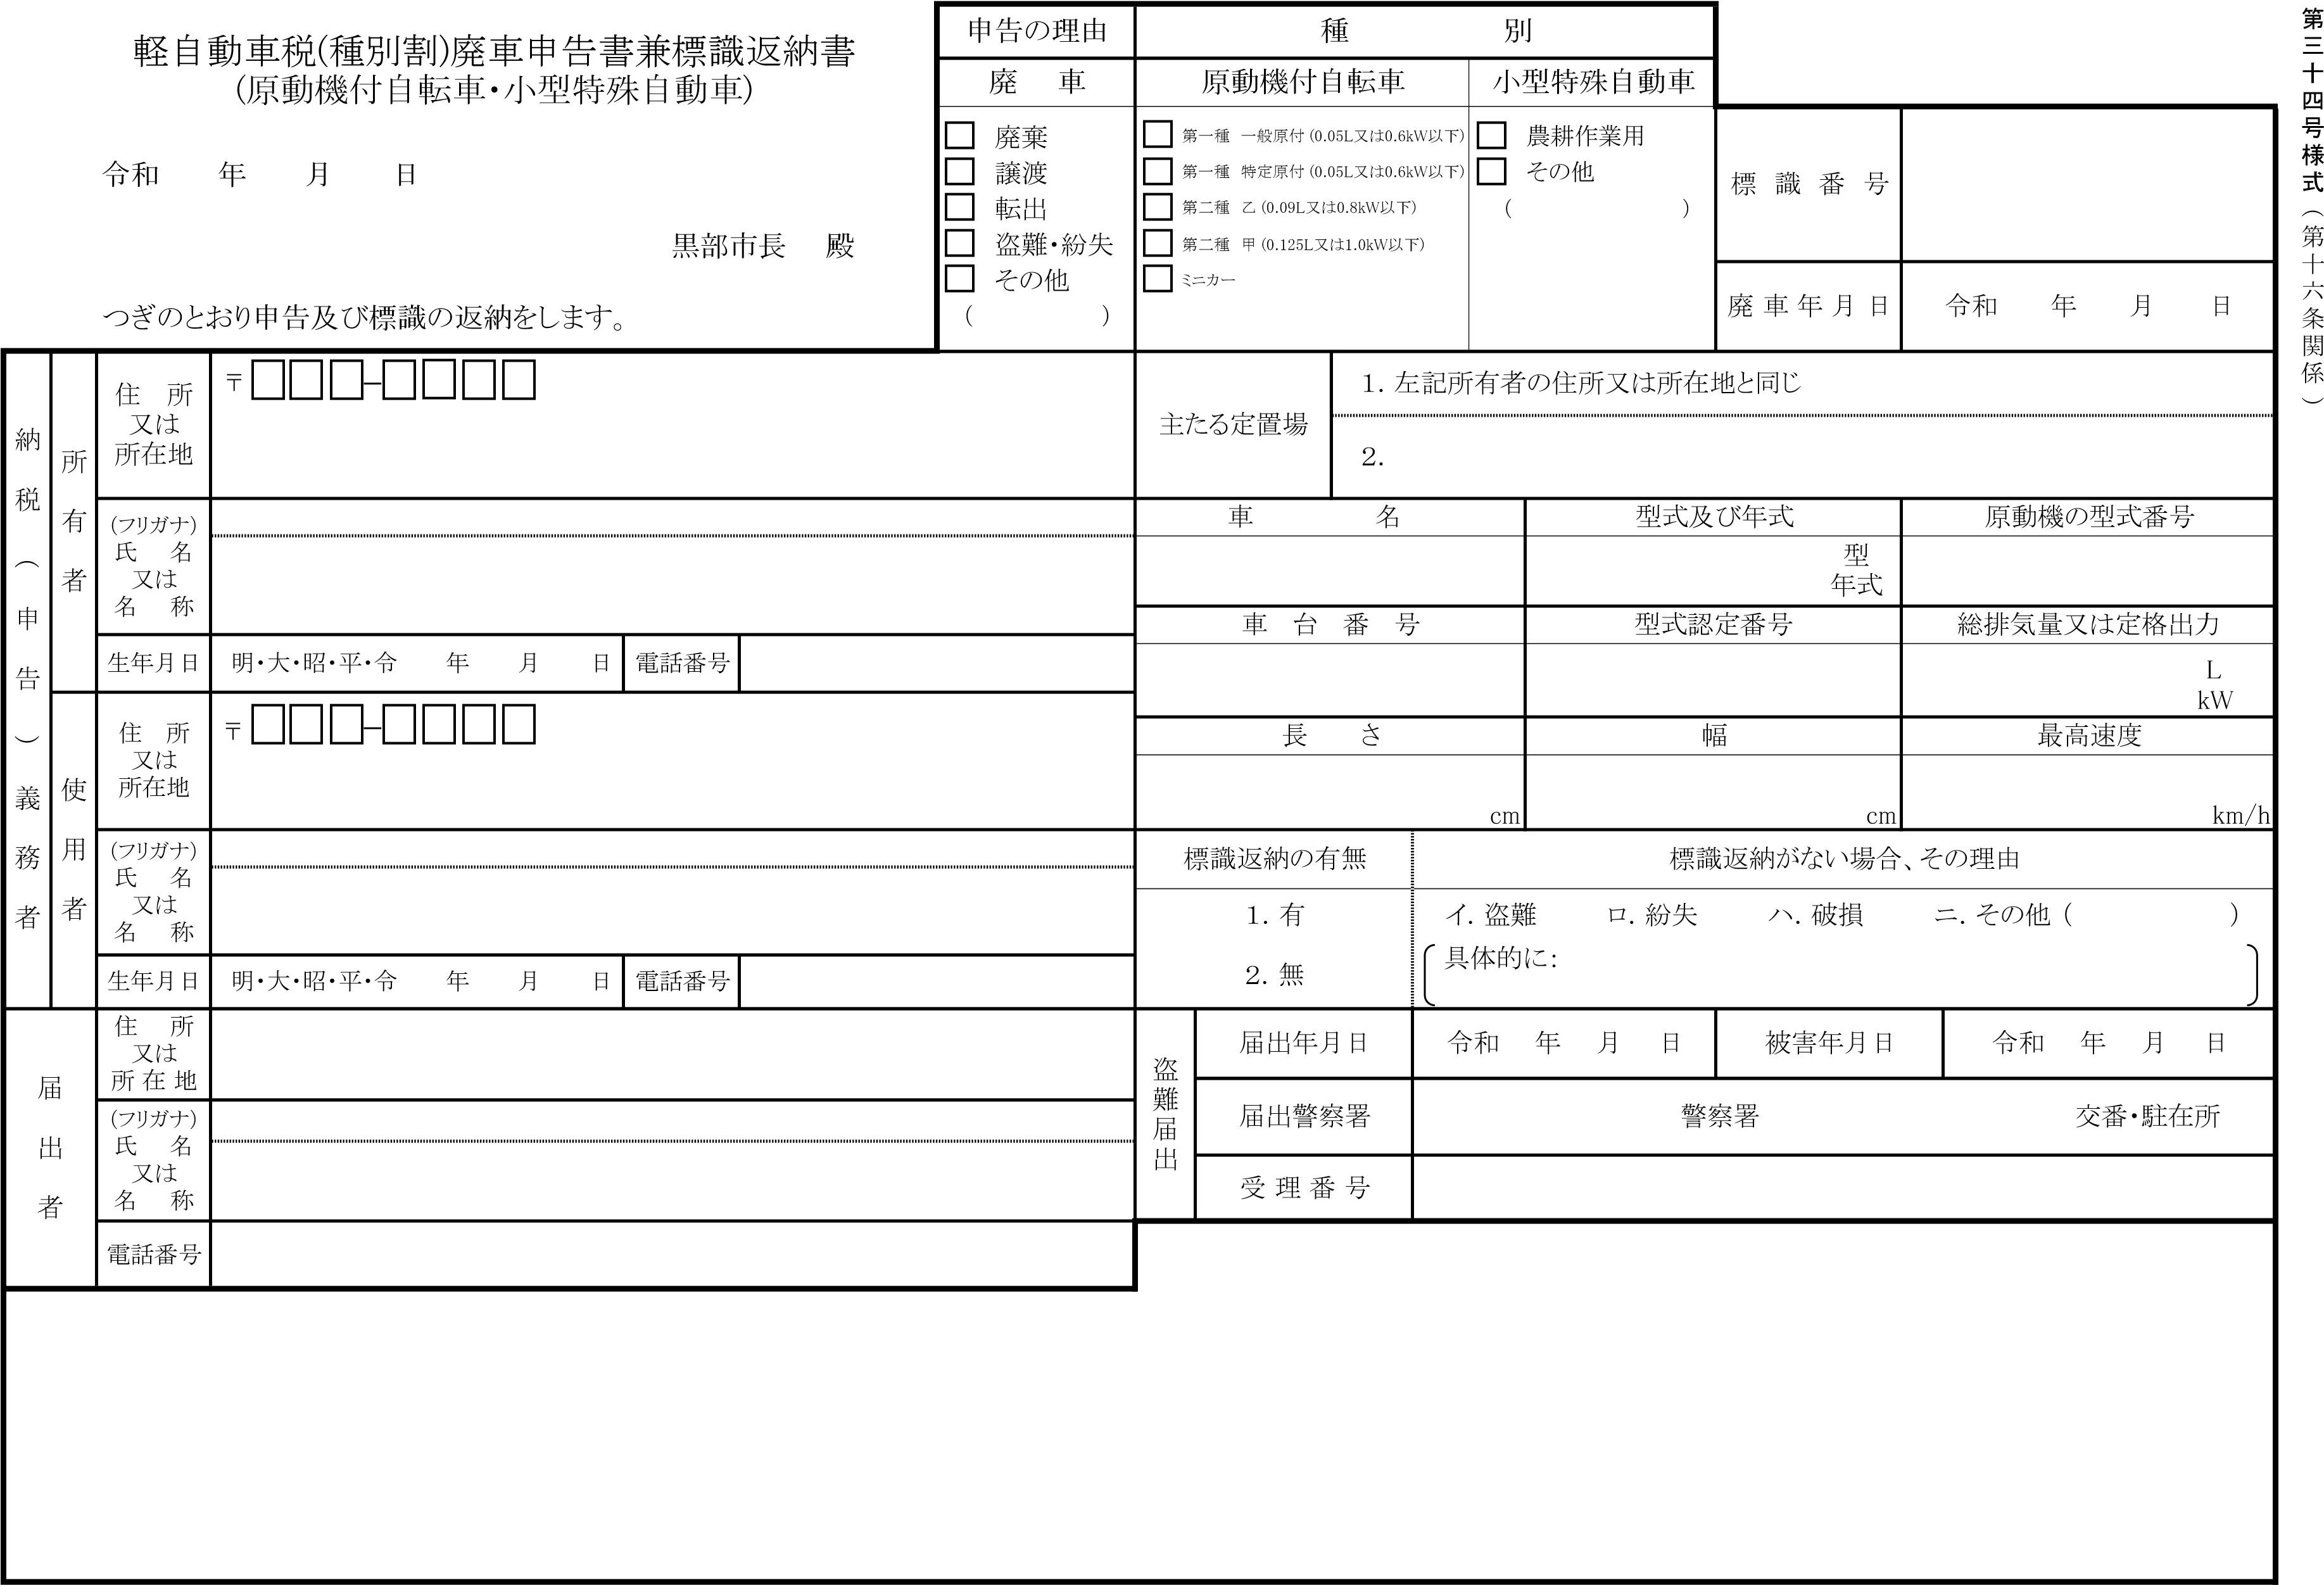 軽自動車税(種別割)廃車申告書兼標識返納書
(原動機付自転車・小型特殊自動車)
令和　年　月　日
黒部市長　殿
つぎのとおり申告及び標識の返納をします。
申告の理由
種　別
廃　車
原動機付自転車
小型特殊自動車
廃棄
譲渡
転出
盗難・紛失
その他
(　)
第一種 一般原付 (0.05L又は0.6kW以下)
第一種 特定原付 (0.05L又は0.6kW以下)
第二種 乙 (0.09L又は0.8kW以下)
第二種 甲 (0.125L又は1.0kW以下)
ミニカー
農耕作業用
その他
(　)
標識番号
廃車年月日
令和　年　月　日
第三十四号様式（第十六条関係）
納税（申告）義務者
所有者
住　所
又は
所在地
〒 －
(フリガナ)
氏　名
又は
名　称
生年月日
明・大・昭・平・令　年　月　日
電話番号
使用者
住　所
又は
所在地
〒 －
(フリガナ)
氏　名
又は
名　称
生年月日
明・大・昭・平・令　年　月　日
電話番号
届出者
住　所
又は
所在地
(フリガナ)
氏　名
又は
名　称
電話番号
主たる定置場
1. 左記所有者の住所又は所在地と同じ
2.
車　名
型式及び年式
原動機の型式番号
型
年式
車台番号
型式認定番号
総排気量又は定格出力
L
kW
長　さ
幅
最高速度
cm
cm
km/h
標識返納の有無
標識返納がない場合、その理由
1. 有
2. 無
イ. 盗難　ロ. 紛失　ハ. 破損　ニ. その他 (　)
具体的に:
盗難届出
届出年月日
令和　年　月　日
被害年月日
令和　年　月　日
届出警察署
警察署
交番・駐在所
受理番号